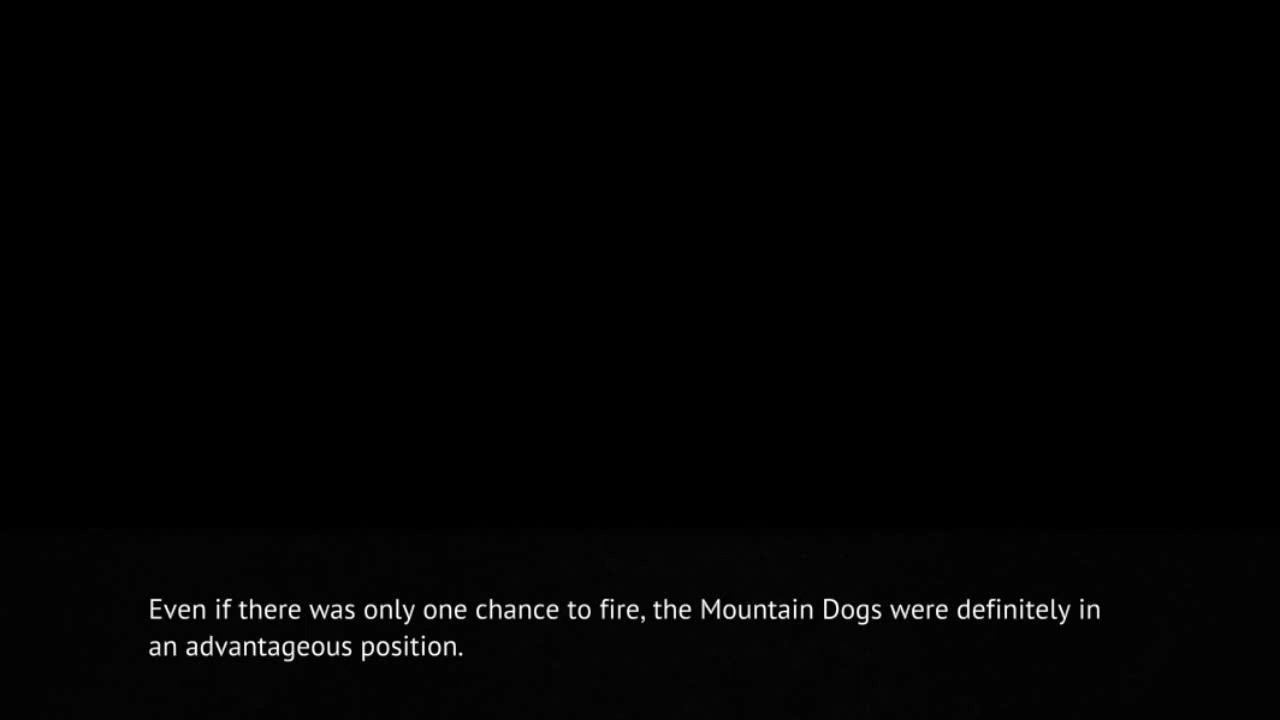 Even if there was only one chance to fire, the Mountain Dogs were definitely in
an advantageous position.